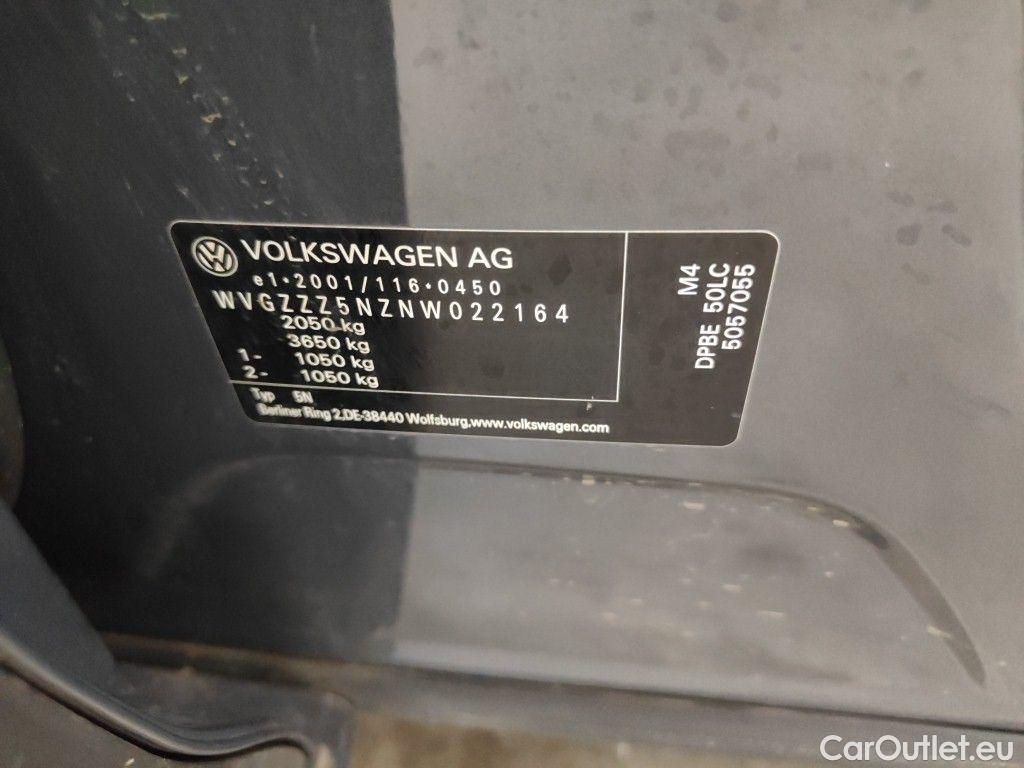 VOLKSWAGEN AG
e1*2001/116*0450
WVGZZZ5NZNW022164
2050 kg
3650 kg
1- 1050 kg
2- 1050 kg
Typ 5N
Berliner Ring 2,DE-38440 Wolfsburg,www.volkswagen.com
M4
DPBE 50LC
5057055
CarOutlet.eu